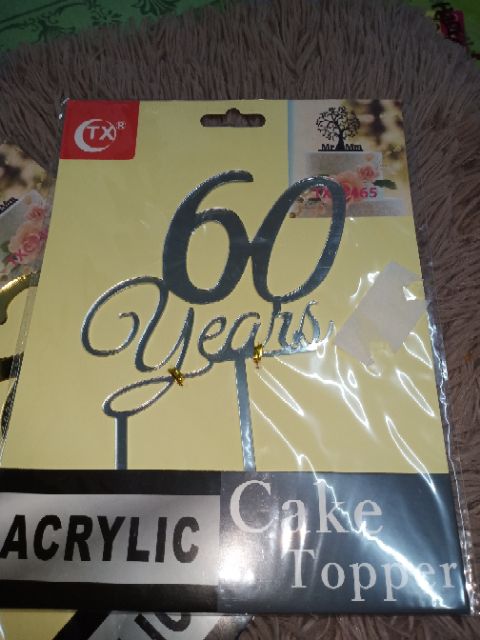 TX®
Mr Mrs
60
Years
ACRYLIC
Cake
Topper